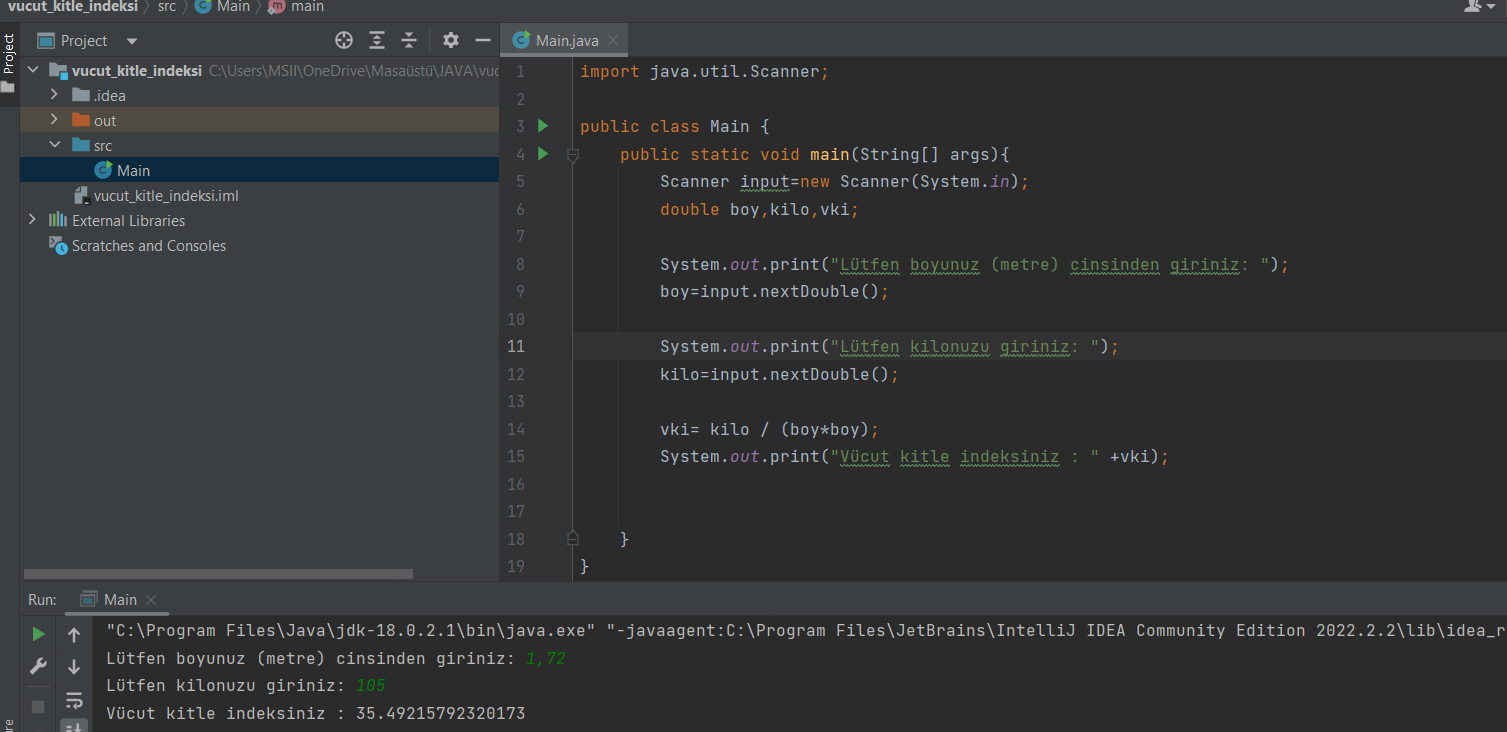 vucut_kitle_indeksi src Main main
Project
Project
vucut_kitle_indeksi C:\Users\MSII\OneDrive\Masaüstü\JAVA\vuc
.idea
out
src
Main
vucut_kitle_indeksi.iml
External Libraries
Scratches and Consoles
Main.java
1 import java.util.Scanner;
2
3 public class Main {
4 public static void main(String[] args){
5 Scanner input=new Scanner(System.in);
6 double boy,kilo,vki;
7
8 System.out.print("Lütfen boyunuz (metre) cinsinden giriniz: ");
9 boy=input.nextDouble();
10
11 System.out.print("Lütfen kilonuzu giriniz: ");
12 kilo=input.nextDouble();
13
14 vki= kilo / (boy*boy);
15 System.out.print("Vücut kitle indeksiniz : " +vki);
16
17
18 }
19 }
Run: Main
"C:\Program Files\Java\jdk-18.0.2.1\bin\java.exe" "-javaagent:C:\Program Files\JetBrains\IntelliJ IDEA Community Edition 2022.2.2\lib\idea_r
Lütfen boyunuz (metre) cinsinden giriniz: 1,72
Lütfen kilonuzu giriniz: 105
Vücut kitle indeksiniz : 35.49215792320173